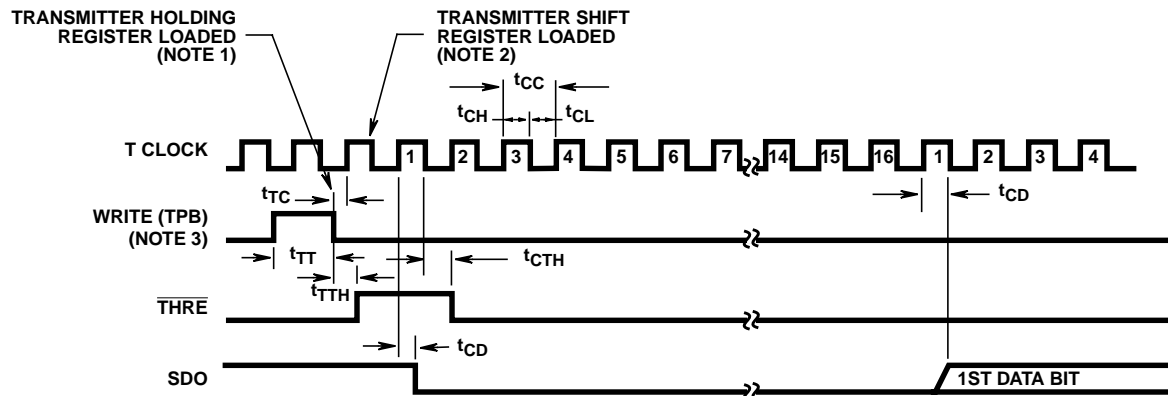 TRANSMITTER HOLDING
REGISTER LOADED
(NOTE 1)
TRANSMITTER SHIFT
REGISTER LOADED
(NOTE 2)
tCC
tCH
tCL
T CLOCK
1 2 3 4 5 6 7 14 15 16 1 2 3 4
tTC
tCD
WRITE (TPB)
(NOTE 3)
tTT
tCTH
tTTH
THRE
tCD
SDO
1ST DATA BIT